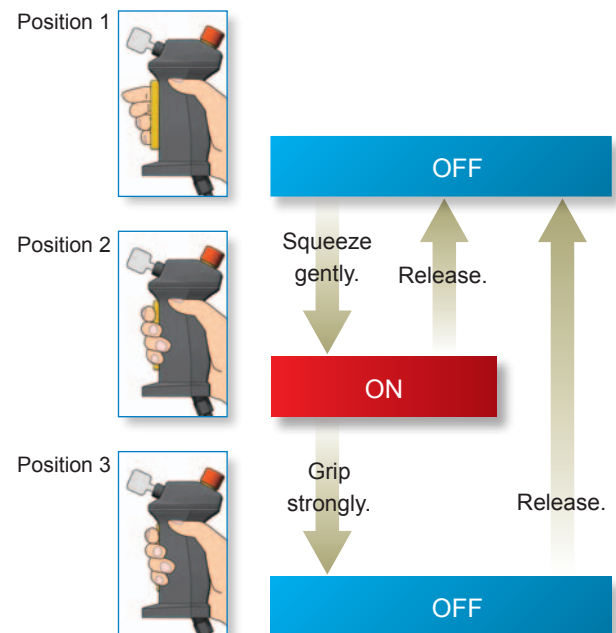 Position 1
OFF
Position 2
Squeeze
gently.
Release.
ON
Position 3
Grip
strongly.
Release.
OFF